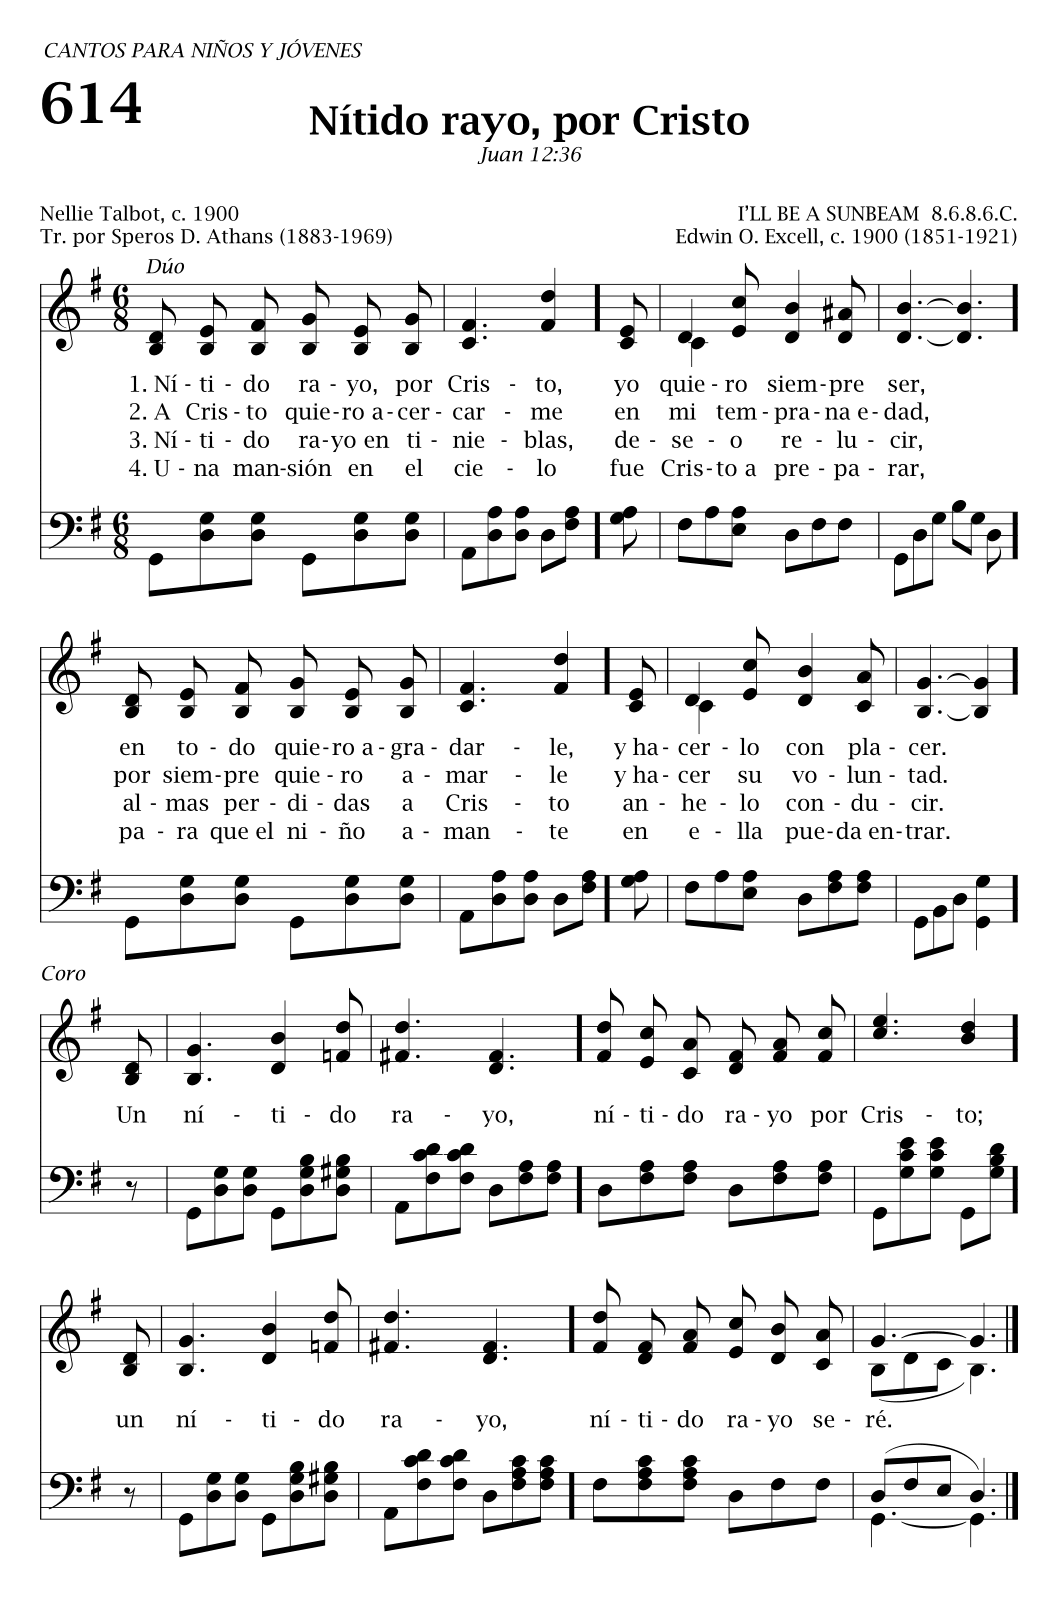 CANTOS PARA NIÑOS Y JÓVENES
614
Nítido rayo, por Cristo
Juan 12:36
Nellie Talbot, c. 1900
I'LL BE A SUNBEAM 8.6.8.6.C.
Tr. por Speros D. Athans (1883-1969)
Edwin O. Excell, c. 1900 (1851-1921)
Dúo
1. Ní - ti - do ra - yo, por Cris - to, yo quie - ro siem - pre ser,
2. A Cris - to quie - ro a - cer - car - me en mi tem - pra - na e - dad,
3. Ní - ti - do ra - yo en ti - nie - blas, de - se - o re - lu - cir,
4. U - na man - sión en el cie - lo fue Cris - to a pre - pa - rar,
en to - do quie - ro a - gra - dar - le, y ha - cer - lo con pla - cer.
por siem - pre quie - ro a - mar - le y ha - cer su vo - lun - tad.
al - mas per - di - das a Cris - to an - he - lo con - du - cir.
pa - ra que el ni - ño a - man - te en e - lla pue - da en - trar.
Coro
Un ní - ti - do ra - yo, ní - ti - do ra - yo por Cris - to;
un ní - ti - do ra - yo, ní - ti - do ra - yo se - ré.